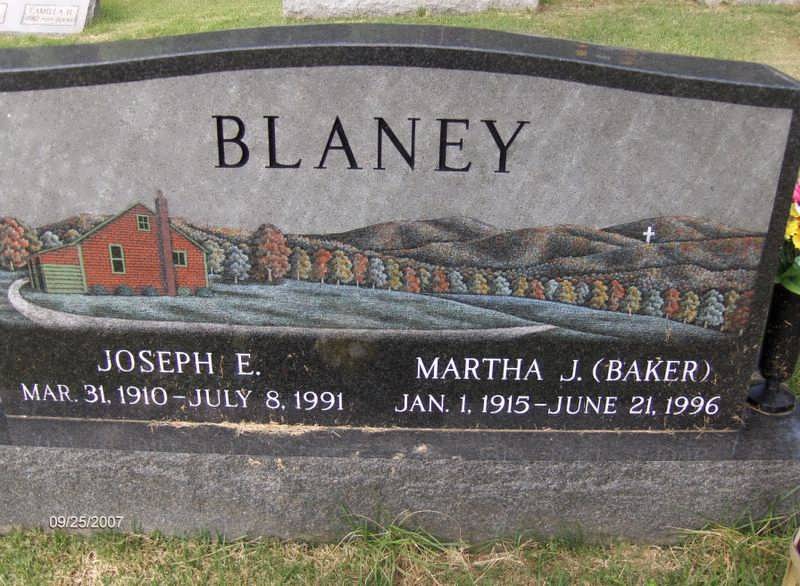 CAMILLA H.
BLANEY
JOSEPH E.
MAR. 31, 1910 – JULY 8, 1991
MARTHA J. (BAKER)
JAN. 1, 1915 – JUNE 21, 1996
09/25/2007